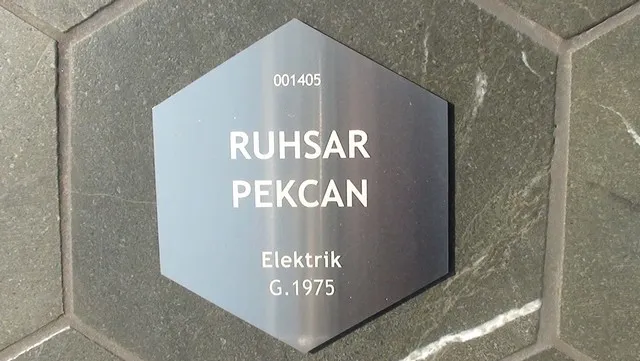 001405
RUHSAR
PEKCAN
Elektrik
G.1975